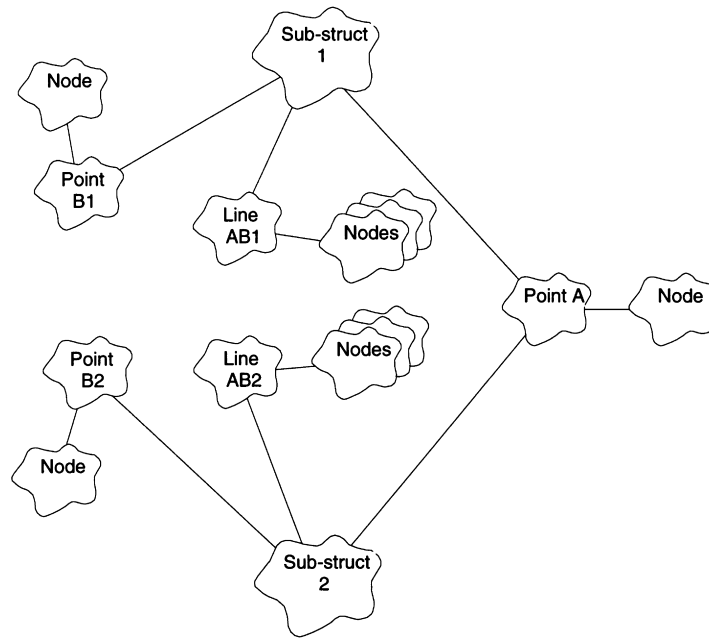 Sub-struct
1
Node
Point
B1
Line
AB1
Nodes
Point A
Node
Point
B2
Line
AB2
Nodes
Node
Sub-struct
2